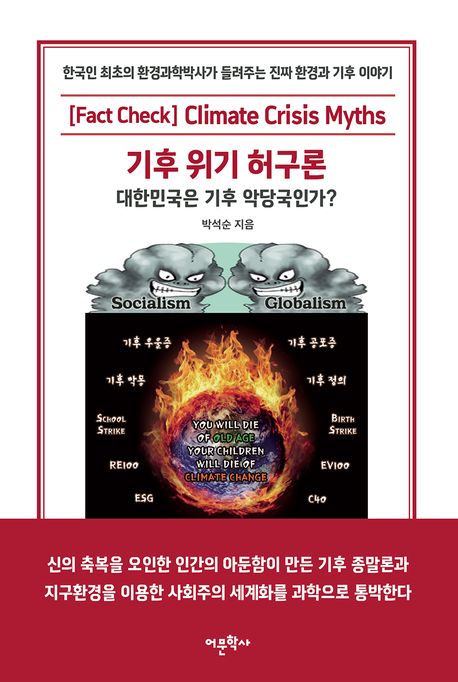 한국인 최초의 환경과학박사가 들려주는 진짜 환경과 기후 이야기
[Fact Check] Climate Crisis Myths
기후 위기 허구론
대한민국은 기후 악당국인가?
박석순 지음
Socialism
Globalism
기후 우울증
기후 공포증
기후 악몽
기후 정의
SCHOOL
STRIKE
BIRTH
STRIKE
YOU WILL DIE
OF OLD AGE
YOUR CHILDREN
WILL DIE OF
CLIMATE CHANGE
RE100
EV100
ESG
C40
신의 축복을 오인한 인간의 아둔함이 만든 기후 종말론과
지구환경을 이용한 사회주의 세계화를 과학으로 통박한다
어문학사